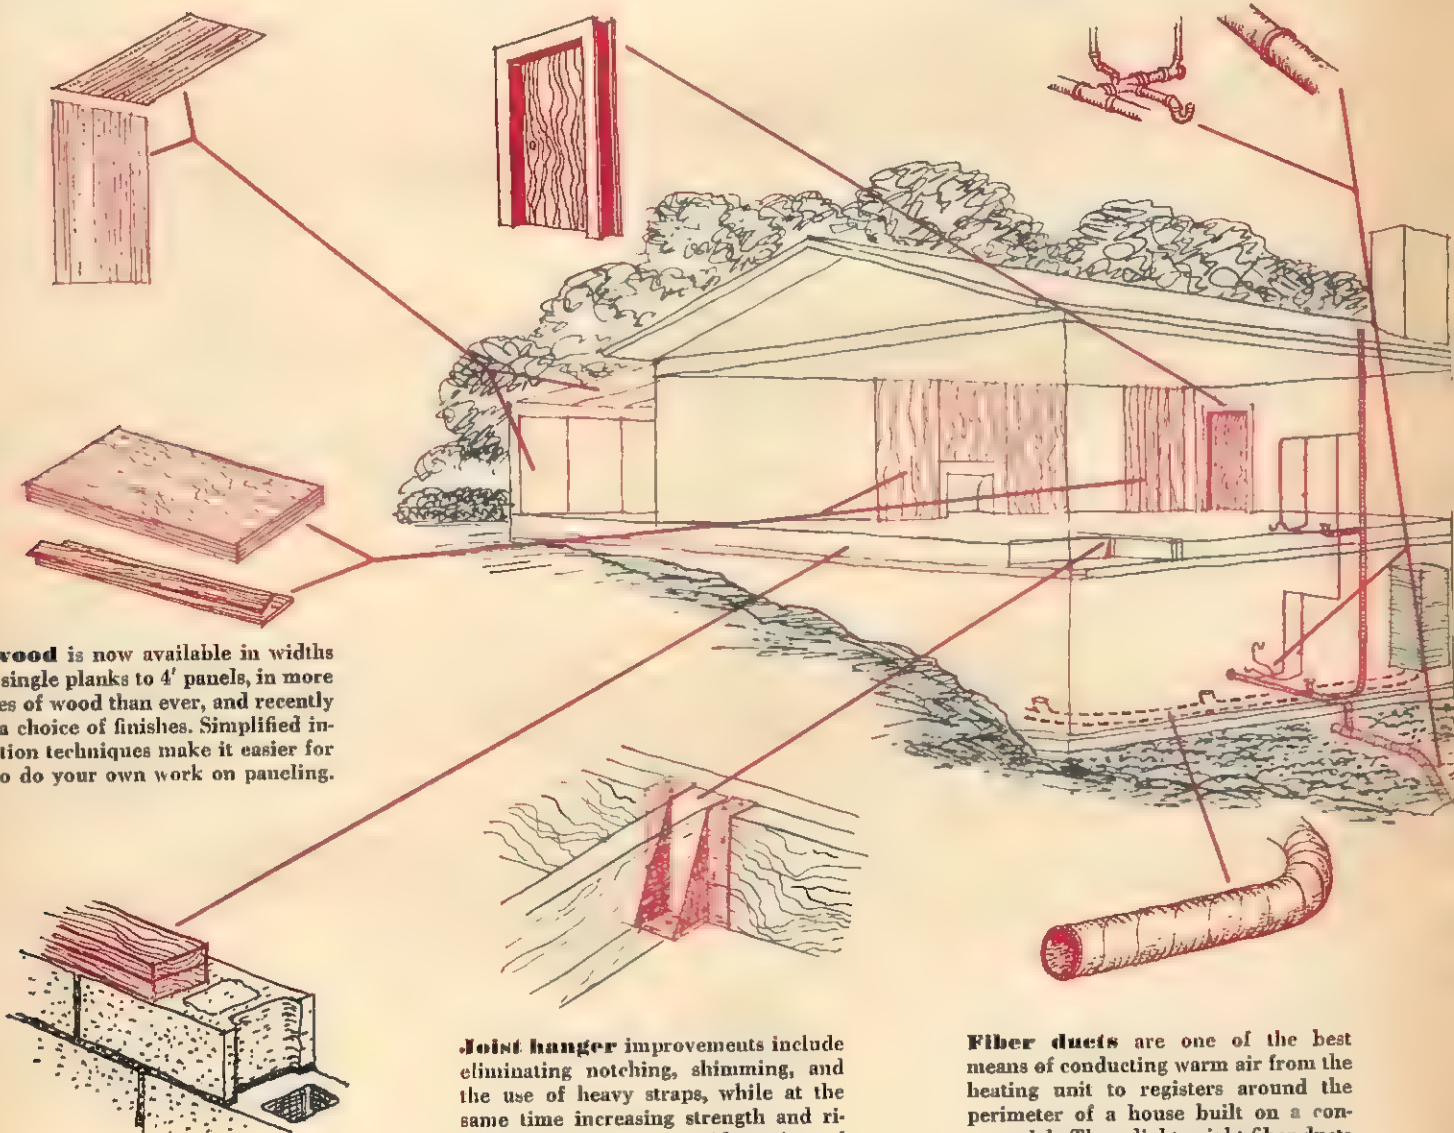 wood is now available in widths
single planks to 4' panels, in more
es of wood than ever, and recently
a choice of finishes. Simplified in-
tion techniques make it easier for
o do your own work on paneling.
Joist hanger improvements include
eliminating notching, shimming, and
the use of heavy straps, while at the
same time increasing strength and ri-
Fiber ducts are one of the best
means of conducting warm air from the
heating unit to registers around the
perimeter of a house built on a con-